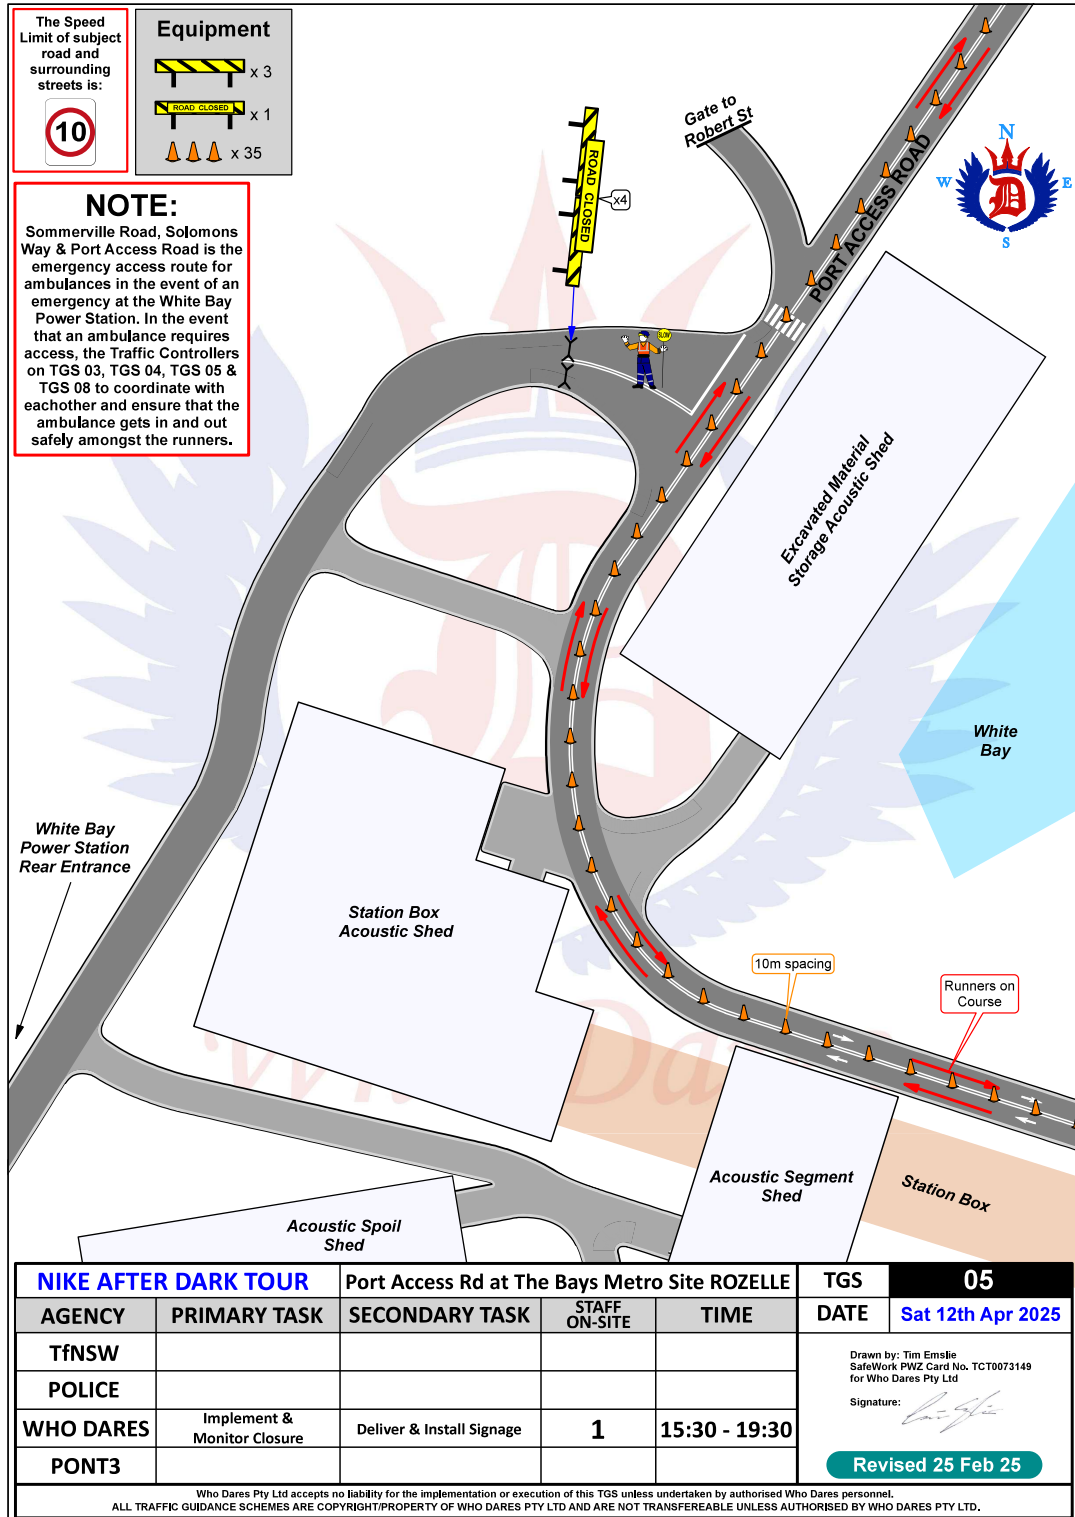 The Speed
Limit of subject
road and
surrounding
streets is:
10
Equipment
x 3
ROAD CLOSED
x 1
x 35
NOTE:
Sommerville Road, Solomons
Way & Port Access Road is the
emergency access route for
ambulances in the event of an
emergency at the White Bay
Power Station. In the event
that an ambulance requires
access, the Traffic Controllers
on TGS 03, TGS 04, TGS 05 &
TGS 08 to coordinate with
eachother and ensure that the
ambulance gets in and out
safely amongst the runners.
ROAD CLOSED
x4
Gate to
Robert St
PORT ACCESS ROAD
N
W
E
S
D
SLOW
Excavated Material
Storage Acoustic Shed
White
Bay
White Bay
Power Station
Rear Entrance
Station Box
Acoustic Shed
10m spacing
Runners on
Course
Acoustic Segment
Shed
Station Box
Acoustic Spoil
Shed
NIKE AFTER DARK TOUR
Port Access Rd at The Bays Metro Site ROZELLE
TGS
05
AGENCY
PRIMARY TASK
SECONDARY TASK
STAFF
ON-SITE
TIME
DATE
Sat 12th Apr 2025
TfNSW
POLICE
WHO DARES
Implement &
Monitor Closure
Deliver & Install Signage
1
15:30 - 19:30
PONT3
Drawn by: Tim Emslie
SafeWork PWZ Card No. TCT0073149
for Who Dares Pty Ltd
Signature:
Revised 25 Feb 25
Who Dares Pty Ltd accepts no liability for the implementation or execution of this TGS unless undertaken by authorised Who Dares personnel.
ALL TRAFFIC GUIDANCE SCHEMES ARE COPYRIGHT/PROPERTY OF WHO DARES PTY LTD AND ARE NOT TRANSFEREABLE UNLESS AUTHORISED BY WHO DARES PTY LTD.